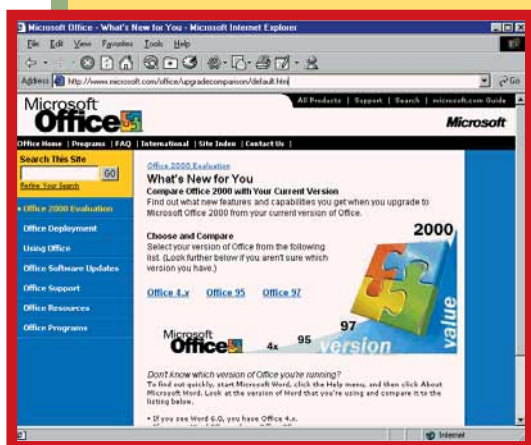 Microsoft Office - What's New for You - Microsoft Internet Explorer
File Edit View Favorites Tools Help
Address http://www.microsoft.com/office/upgradecomparison/default.htm Go
All Products | Support | Search | microsoft.com Guide
Microsoft
Office
Microsoft
Office Home | Programs | FAQ | International | Site Index | Contact Us |
Search This Site
GO
Refine Your Search
Office 2000 Evaluation
Office Deployment
Using Office
Office Software Updates
Office Support
Office Resources
Office Programs
Office 2000 Evaluation
What's New for You
Compare Office 2000 with Your Current Version
Find out what new features and capabilities you get when you upgrade to
Microsoft Office 2000 from your current version of Office.
Choose and Compare
Select your version of Office from the following
list. (Look further below if you aren't sure which
version you have.)
Office 4.x Office 95 Office 97
2000
value
97
95
4x
version
Microsoft
Office
Don't know which version of Office you're running?
To find out quickly, start Microsoft Word, click the Help menu, and then click About
Microsoft Word. Look at the version of Word that you're using and compare it to the
listing below.
• If you see Word 6.0, you have Office 4.x.
Internet